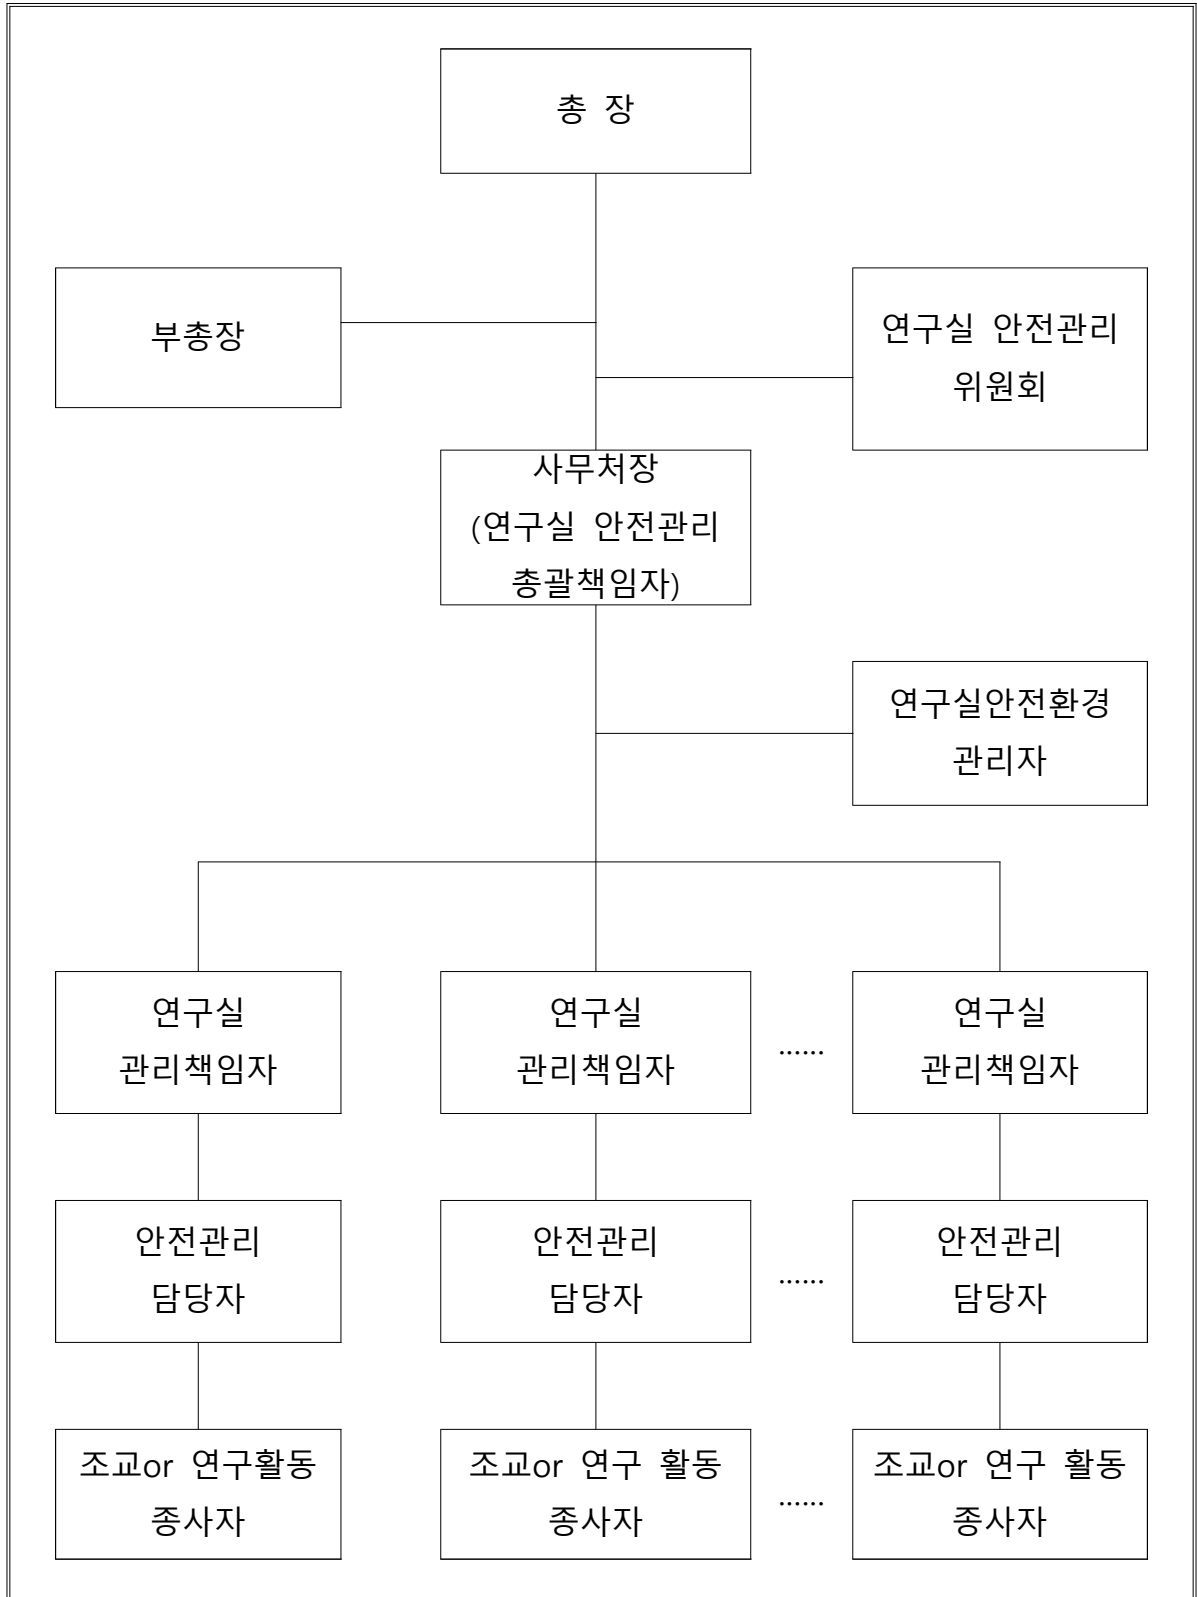 총 장
부총장
연구실 안전관리
위원회
사무처장
(연구실 안전관리
총괄책임자)
연구실안전환경
관리자
연구실
관리책임자
연구실
관리책임자
......
연구실
관리책임자
안전관리
담당자
안전관리
담당자
......
안전관리
담당자
조교or 연구활동
종사자
조교or 연구 활동
종사자
......
조교or 연구 활동
종사자